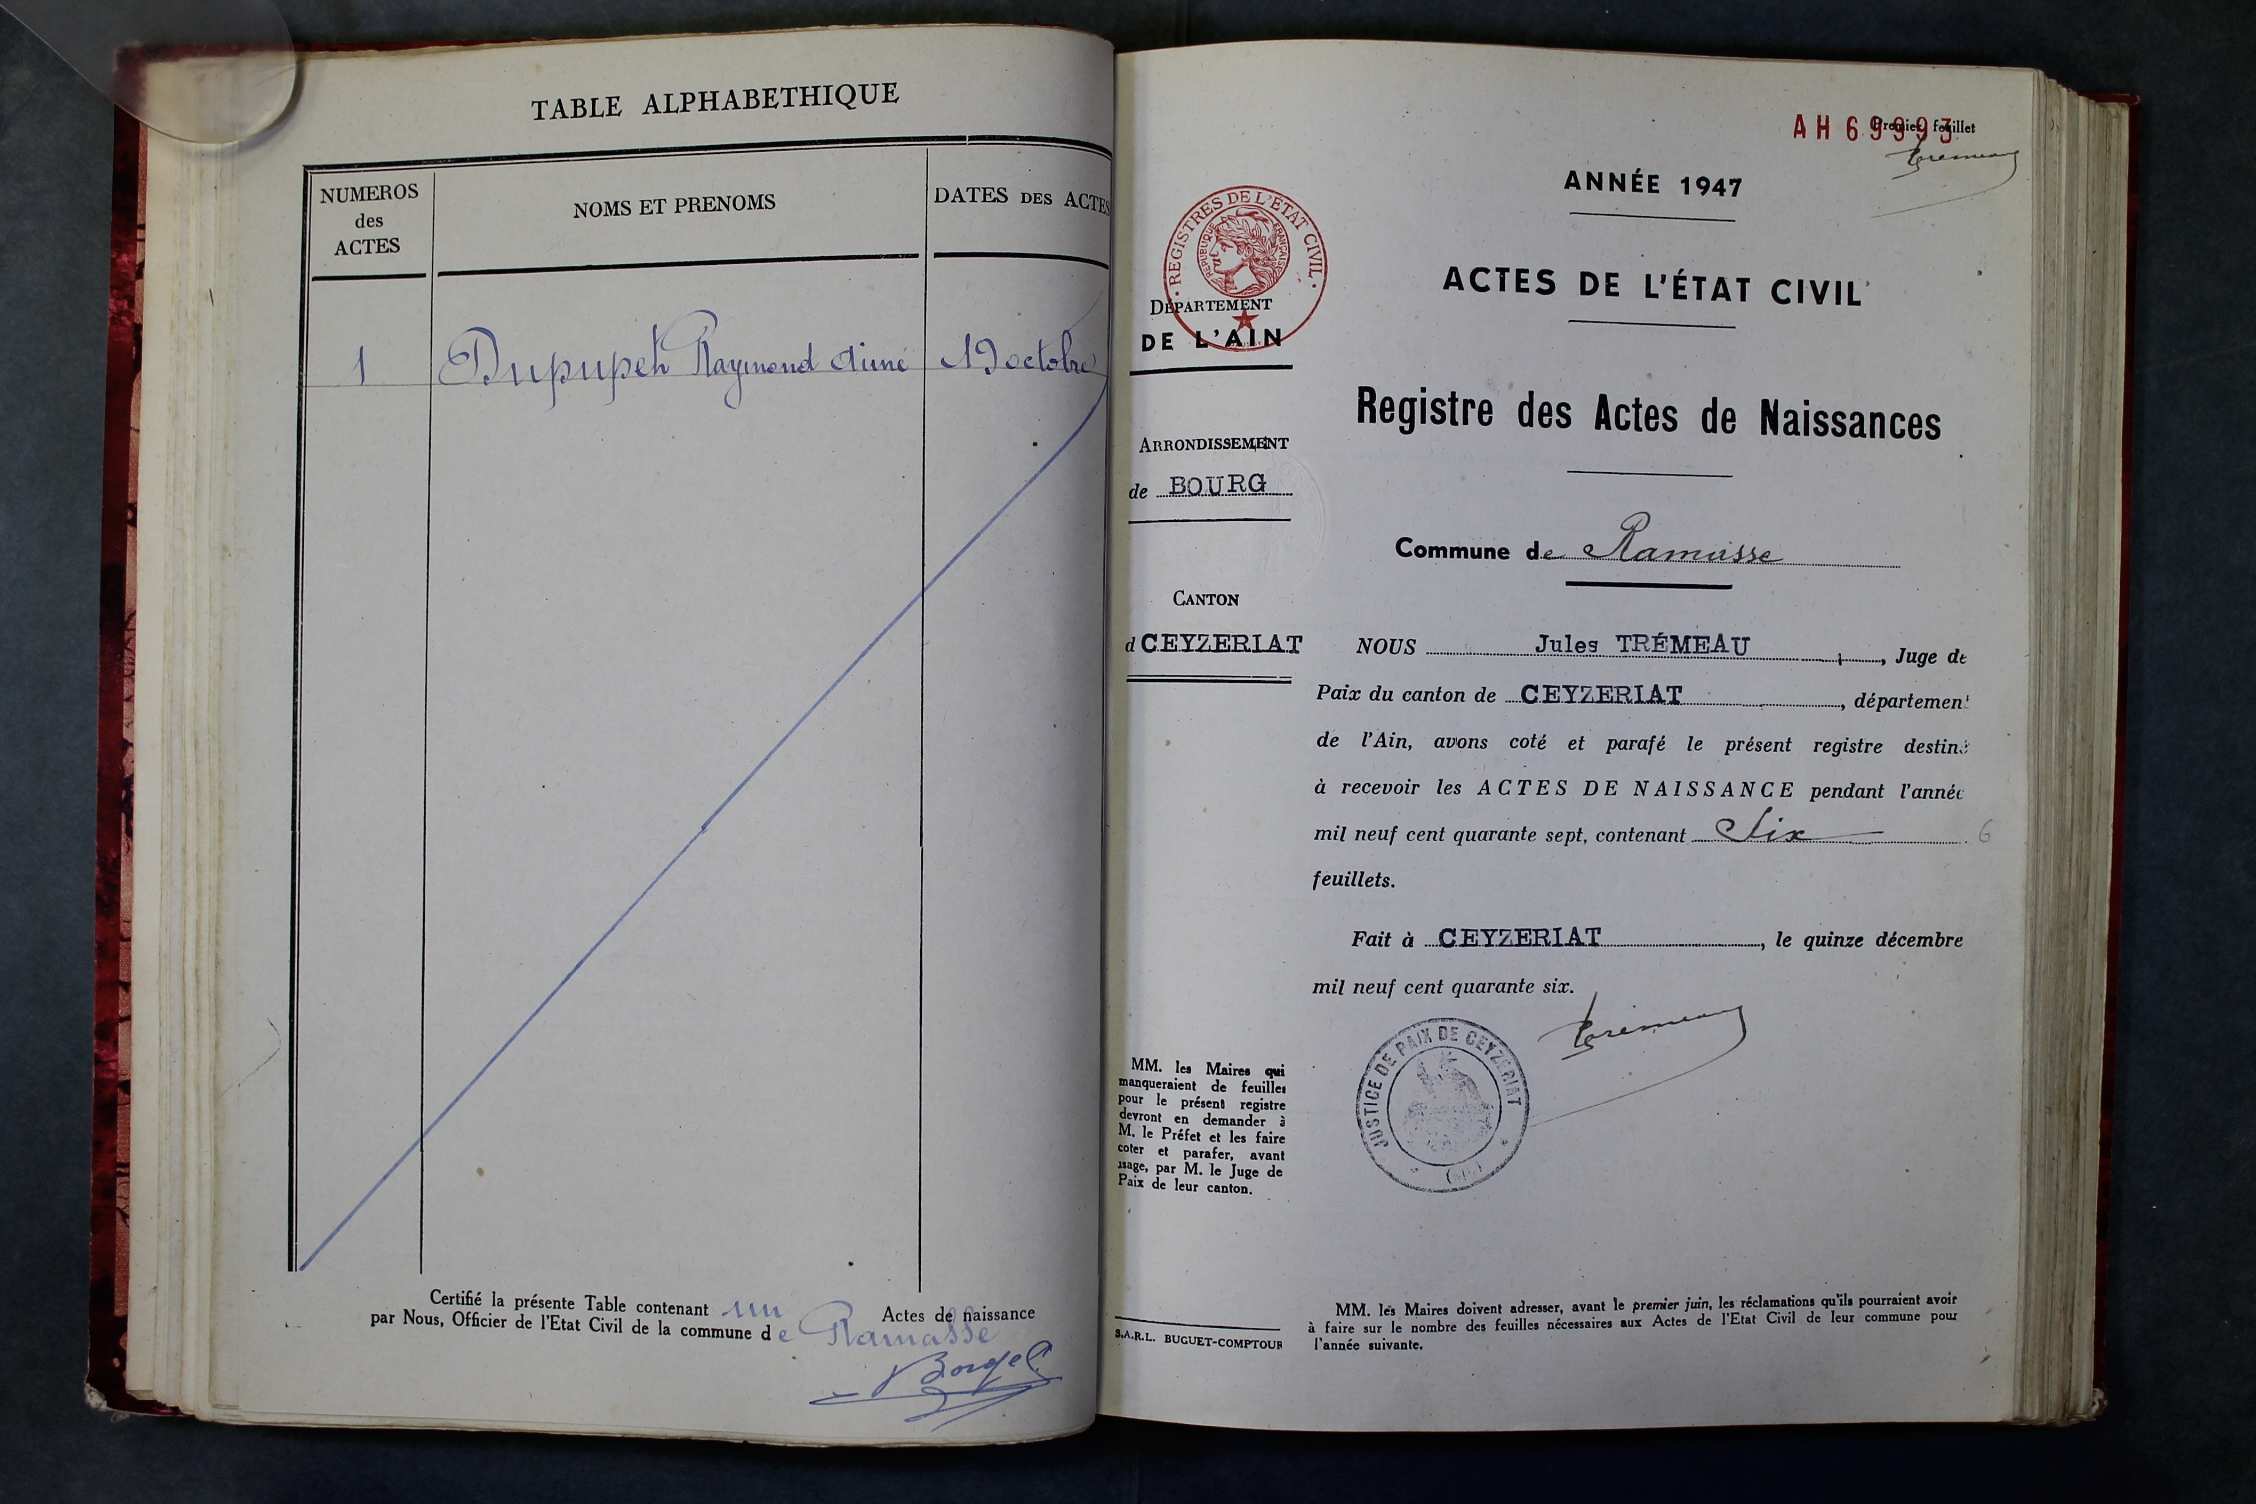 TABLE ALPHABETHIQUE
NUMEROS
des
ACTES
NOMS ET PRENOMS
DATES DES ACTES
1 Dupupet Raymond Aimé 19 octobre
Certifié la présente Table contenant un Actes de naissance
par Nous, Officier de l'Etat Civil de la commune de Ramasse
AH 69993
Premier feuillet
Tremeau
ANNÉE 1947
REGISTRES DE L'ÉTAT CIVIL
RÉPUBLIQUE FRANÇAISE
DÉPARTEMENT
DE L'AIN
ACTES DE L'ÉTAT CIVIL
Registre des Actes de Naissances
ARRONDISSEMENT
de BOURG
Commune de Ramasse
CANTON
d CEYZERIAT
NOUS Jules TRÉMEAU, Juge de
Paix du canton de CEYZERIAT, département
de l'Ain, avons coté et parafé le présent registre destiné
à recevoir les ACTES DE NAISSANCE pendant l'année
mil neuf cent quarante sept, contenant Six 6
feuillets.
Fait à CEYZERIAT, le quinze décembre
mil neuf cent quarante six.
Tremeau
JUSTICE DE PAIX DE CEYZERIAT
MM. les Maires qui
manqueraient de feuilles
pour le présent registre
devront en demander à
M. le Préfet et les faire
coter et parafer, avant
usage, par M. le Juge de
Paix de leur canton.
S.A.R.L. BUGUET-COMPTOUR
MM. les Maires doivent adresser, avant le premier juin, les réclamations qu'ils pourraient avoir
à faire sur le nombre des feuilles nécessaires aux Actes de l'Etat Civil de leur commune pour
l'année suivante.